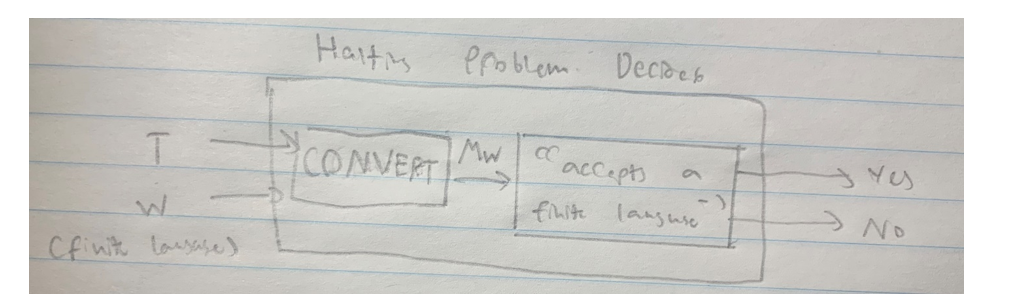 Halting Problem Decider
T
CONVERT
Mw
"accepts a
finite language"
Yes
No
W
(finite language)